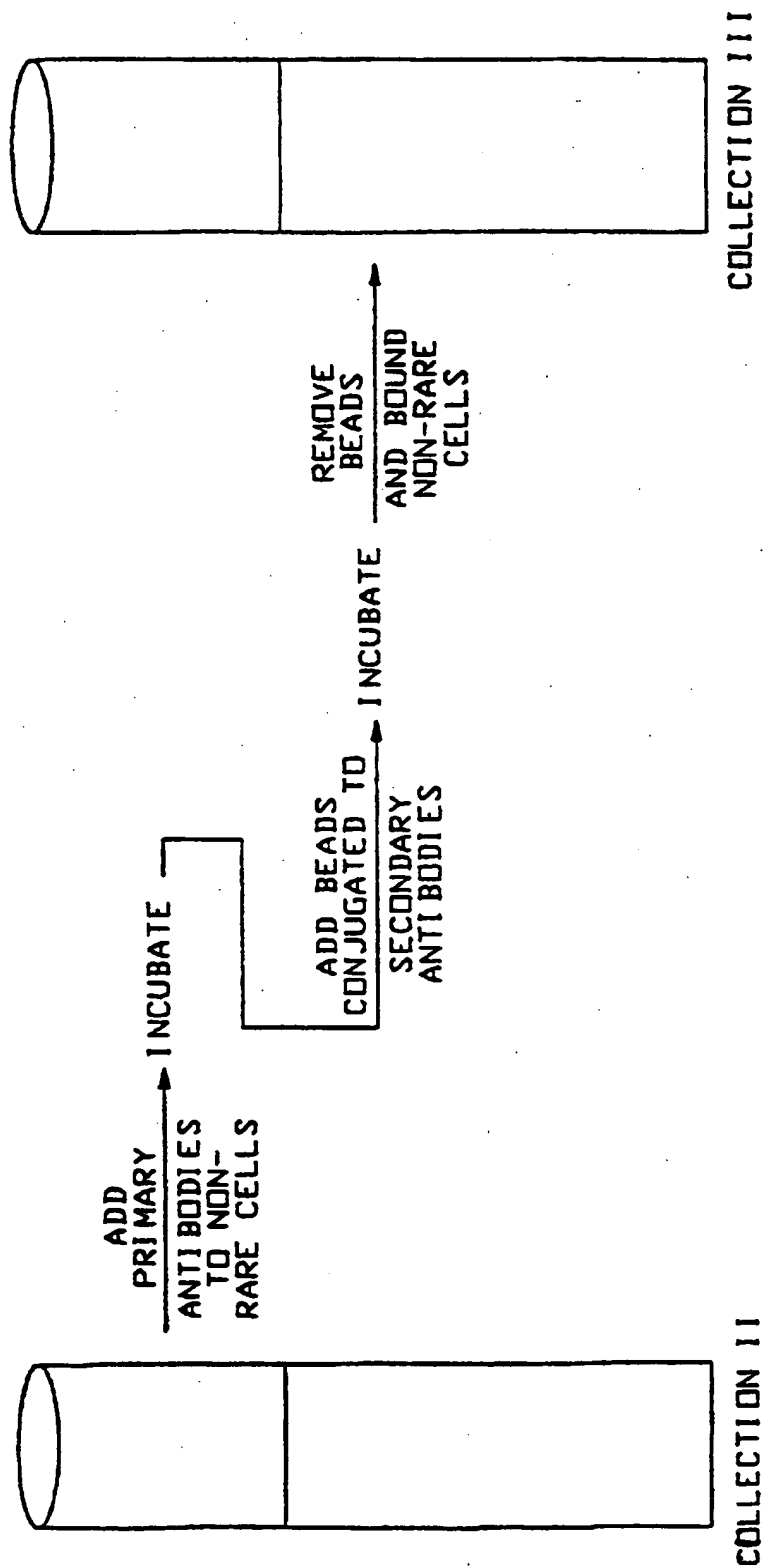 COLLECTION II
ADD
PRIMARY
ANTIBODIES
TO NON-
RARE CELLS
INCUBATE
ADD BEADS
CONJUGATED TO
SECONDARY
ANTIBODIES
INCUBATE
REMOVE
BEADS
AND BOUND
NON-RARE
CELLS
COLLECTION III